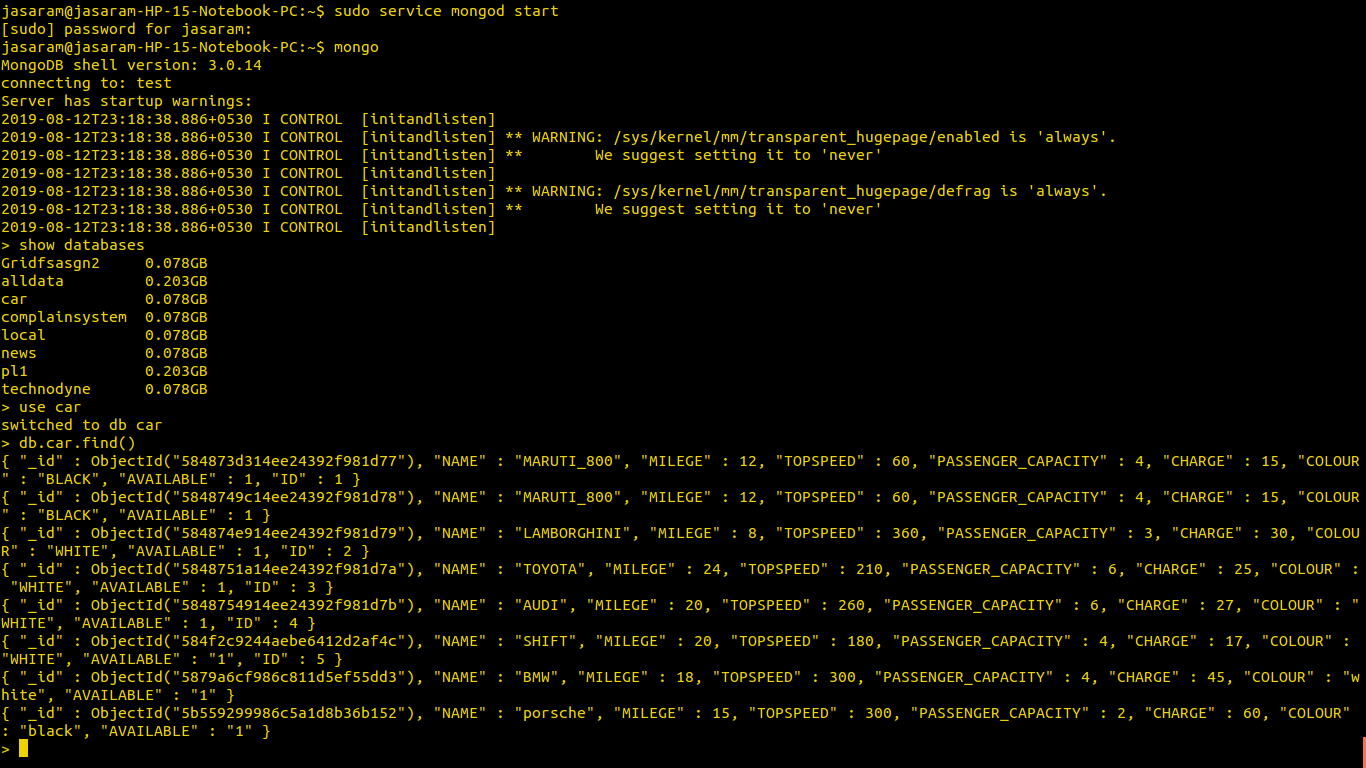 jasaram@jasaram-HP-15-Notebook-PC:~$ sudo service mongod start
[sudo] password for jasaram:
jasaram@jasaram-HP-15-Notebook-PC:~$ mongo
MongoDB shell version: 3.0.14
connecting to: test
Server has startup warnings:
2019-08-12T23:18:38.886+0530 I CONTROL  [initandlisten]
2019-08-12T23:18:38.886+0530 I CONTROL  [initandlisten] ** WARNING: /sys/kernel/mm/transparent_hugepage/enabled is 'always'.
2019-08-12T23:18:38.886+0530 I CONTROL  [initandlisten] **        We suggest setting it to 'never'
2019-08-12T23:18:38.886+0530 I CONTROL  [initandlisten]
2019-08-12T23:18:38.886+0530 I CONTROL  [initandlisten] ** WARNING: /sys/kernel/mm/transparent_hugepage/defrag is 'always'.
2019-08-12T23:18:38.886+0530 I CONTROL  [initandlisten] **        We suggest setting it to 'never'
2019-08-12T23:18:38.886+0530 I CONTROL  [initandlisten]
> show databases
Gridfsasgn2     0.078GB
alldata         0.203GB
car             0.078GB
complainsystem  0.078GB
local           0.078GB
news            0.078GB
pl1             0.203GB
technodyne      0.078GB
> use car
switched to db car
> db.car.find()
{ "_id" : ObjectId("584873d314ee24392f981d77"), "NAME" : "MARUTI_800", "MILEGE" : 12, "TOPSPEED" : 60, "PASSENGER_CAPACITY" : 4, "CHARGE" : 15, "COLOUR
" : "BLACK", "AVAILABLE" : 1, "ID" : 1 }
{ "_id" : ObjectId("5848749c14ee24392f981d78"), "NAME" : "MARUTI_800", "MILEGE" : 12, "TOPSPEED" : 60, "PASSENGER_CAPACITY" : 4, "CHARGE" : 15, "COLOUR
" : "BLACK", "AVAILABLE" : 1 }
{ "_id" : ObjectId("584874e914ee24392f981d79"), "NAME" : "LAMBORGHINI", "MILEGE" : 8, "TOPSPEED" : 360, "PASSENGER_CAPACITY" : 3, "CHARGE" : 30, "COLOU
R" : "WHITE", "AVAILABLE" : 1, "ID" : 2 }
{ "_id" : ObjectId("5848751a14ee24392f981d7a"), "NAME" : "TOYOTA", "MILEGE" : 24, "TOPSPEED" : 210, "PASSENGER_CAPACITY" : 6, "CHARGE" : 25, "COLOUR" :
 "WHITE", "AVAILABLE" : 1, "ID" : 3 }
{ "_id" : ObjectId("5848754914ee24392f981d7b"), "NAME" : "AUDI", "MILEGE" : 20, "TOPSPEED" : 260, "PASSENGER_CAPACITY" : 6, "CHARGE" : 27, "COLOUR" : "
WHITE", "AVAILABLE" : 1, "ID" : 4 }
{ "_id" : ObjectId("584f2c9244aebe6412d2af4c"), "NAME" : "SHIFT", "MILEGE" : 20, "TOPSPEED" : 180, "PASSENGER_CAPACITY" : 4, "CHARGE" : 17, "COLOUR" :
"WHITE", "AVAILABLE" : "1", "ID" : 5 }
{ "_id" : ObjectId("5879a6cf986c811d5ef55dd3"), "NAME" : "BMW", "MILEGE" : 18, "TOPSPEED" : 300, "PASSENGER_CAPACITY" : 4, "CHARGE" : 45, "COLOUR" : "w
hite", "AVAILABLE" : "1" }
{ "_id" : ObjectId("5b559299986c5a1d8b36b152"), "NAME" : "porsche", "MILEGE" : 15, "TOPSPEED" : 300, "PASSENGER_CAPACITY" : 2, "CHARGE" : 60, "COLOUR"
: "black", "AVAILABLE" : "1" }
>